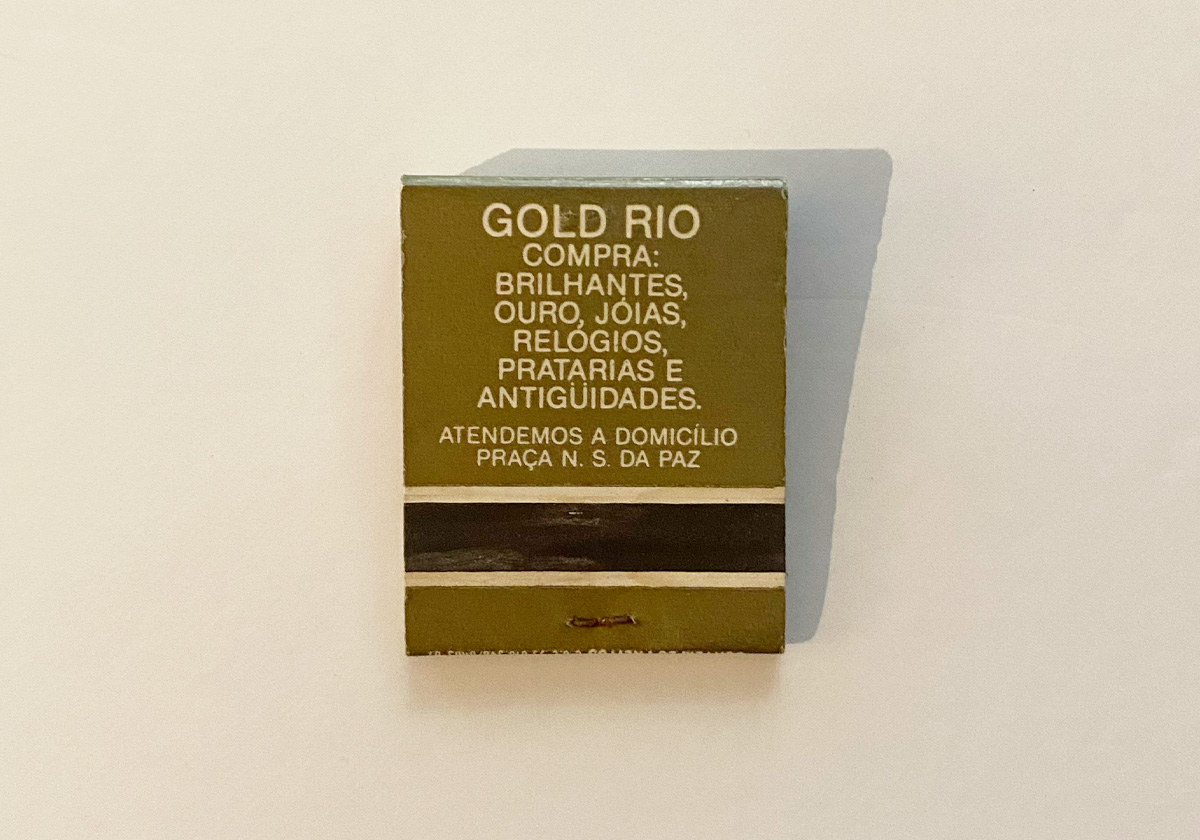 GOLD RIO
COMPRA:
BRILHANTES,
OURO, JÓIAS,
RELÓGIOS,
PRATARIAS E
ANTIGÜIDADES.
ATENDEMOS A DOMICÍLIO
PRAÇA N. S. DA PAZ